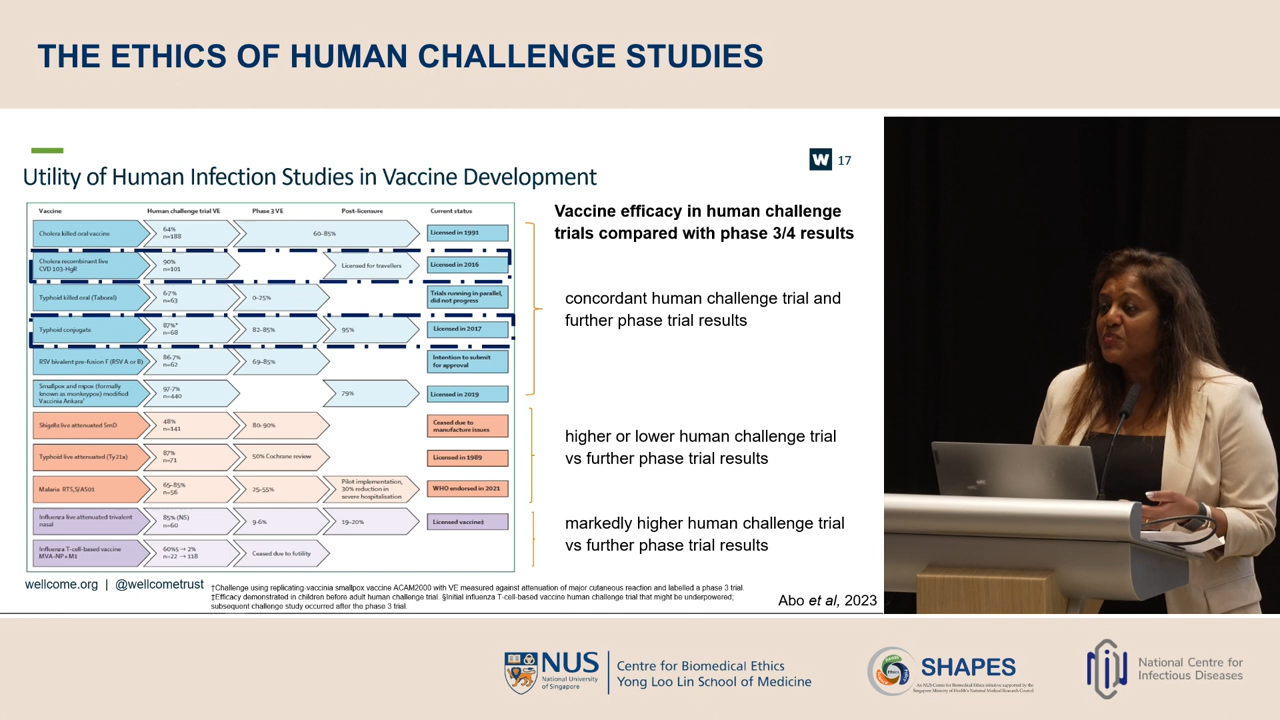 THE ETHICS OF HUMAN CHALLENGE STUDIES
W 17
Utility of Human Infection Studies in Vaccine Development
Vaccine
Human challenge trial VE
Phase 3 VE
Post-licensure
Current status
Cholera killed oral vaccine
64%
n=188
60–85%
Licensed in 1991
Cholera recombinant live
CVD 103-HgR
90%
n=101
Licensed for travellers
Licensed in 2016
Typhoid killed oral (Taboral)
67%
n=63
0–25%
Trials running in parallel,
did not progress
Typhoid conjugate
87%*
n=68
82–85%
95%
Licensed in 2017
RSV bivalent pre-fusion F (RSV A or B)
86·7%
n=62
69–85%
Intention to submit
for approval
Smallpox and mpox (formally
known as monkeypox) modified
Vaccinia Ankara†
97·7%
n=440
79%
Licensed in 2019
Shigella live attenuated SmD
48%
n=141
80–90%
Ceased due to
manufacture issues
Typhoid live attenuated (Ty21a)
87%
n=71
50% Cochrane review
Licensed in 1989
Malaria RTS,S/AS01
65–85%
n=56
25–55%
Pilot implementation,
30% reduction in
severe hospitalisation
WHO endorsed in 2021
Influenza live attenuated trivalent
nasal
85% (NS)
n=60
9·6%
19–20%
Licensed vaccine‡
Influenza T-cell-based vaccine
MVA-NP+M1
60%§ → 2%
n=22 → 118
Ceased due to futility
Vaccine efficacy in human challenge
trials compared with phase 3/4 results
concordant human challenge trial and
further phase trial results
higher or lower human challenge trial
vs further phase trial results
markedly higher human challenge trial
vs further phase trial results
wellcome.org | @wellcometrust
†Challenge using replicating-vaccinia smallpox vaccine ACAM2000 with VE measured against attenuation of major cutaneous reaction and labelled a phase 3 trial.
‡Efficacy demonstrated in children before adult human challenge trial. §Initial influenza T-cell-based vaccine human challenge trial that might be underpowered;
subsequent challenge study occurred after the phase 3 trial.
Abo et al, 2023
NUS
National University
of Singapore
Centre for Biomedical Ethics
Yong Loo Lin School of Medicine
SHAPES
An NUS Centre for Biomedical Ethics initiative supported by the
Singapore Ministry of Health's National Medical Research Council
National Centre for
Infectious Diseases